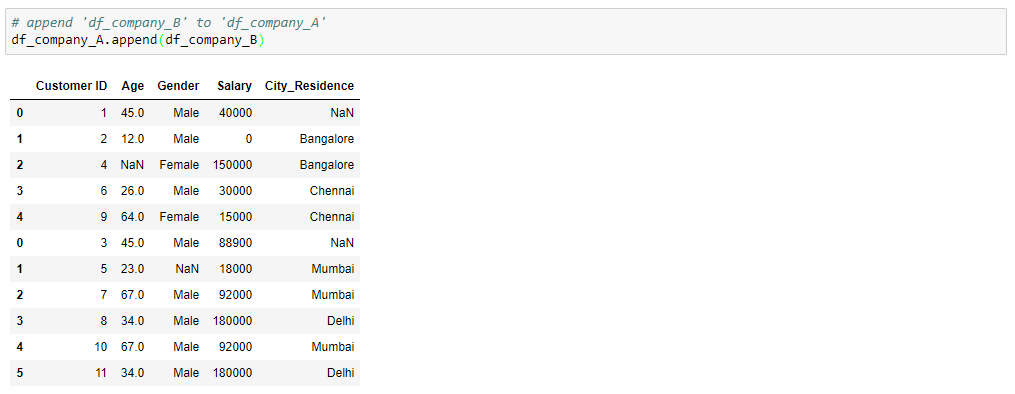 # append 'df_company_B' to 'df_company_A'
df_company_A.append(df_company_B)
Customer ID Age Gender Salary City_Residence
0 1 45.0 Male 40000 NaN
1 2 12.0 Male 0 Bangalore
2 4 NaN Female 150000 Bangalore
3 6 26.0 Male 30000 Chennai
4 9 64.0 Female 15000 Chennai
0 3 45.0 Male 88900 NaN
1 5 23.0 NaN 18000 Mumbai
2 7 67.0 Male 92000 Mumbai
3 8 34.0 Male 180000 Delhi
4 10 67.0 Male 92000 Mumbai
5 11 34.0 Male 180000 Delhi